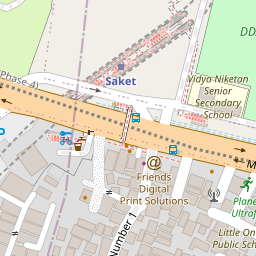 DD
Saket
(Phase-4)
Vidya Niketan
Senior
Secondary
School
M
@
Friends
Digital
Print Solutions
Plane
Ultraf
Number 1
Little On
Public Sch